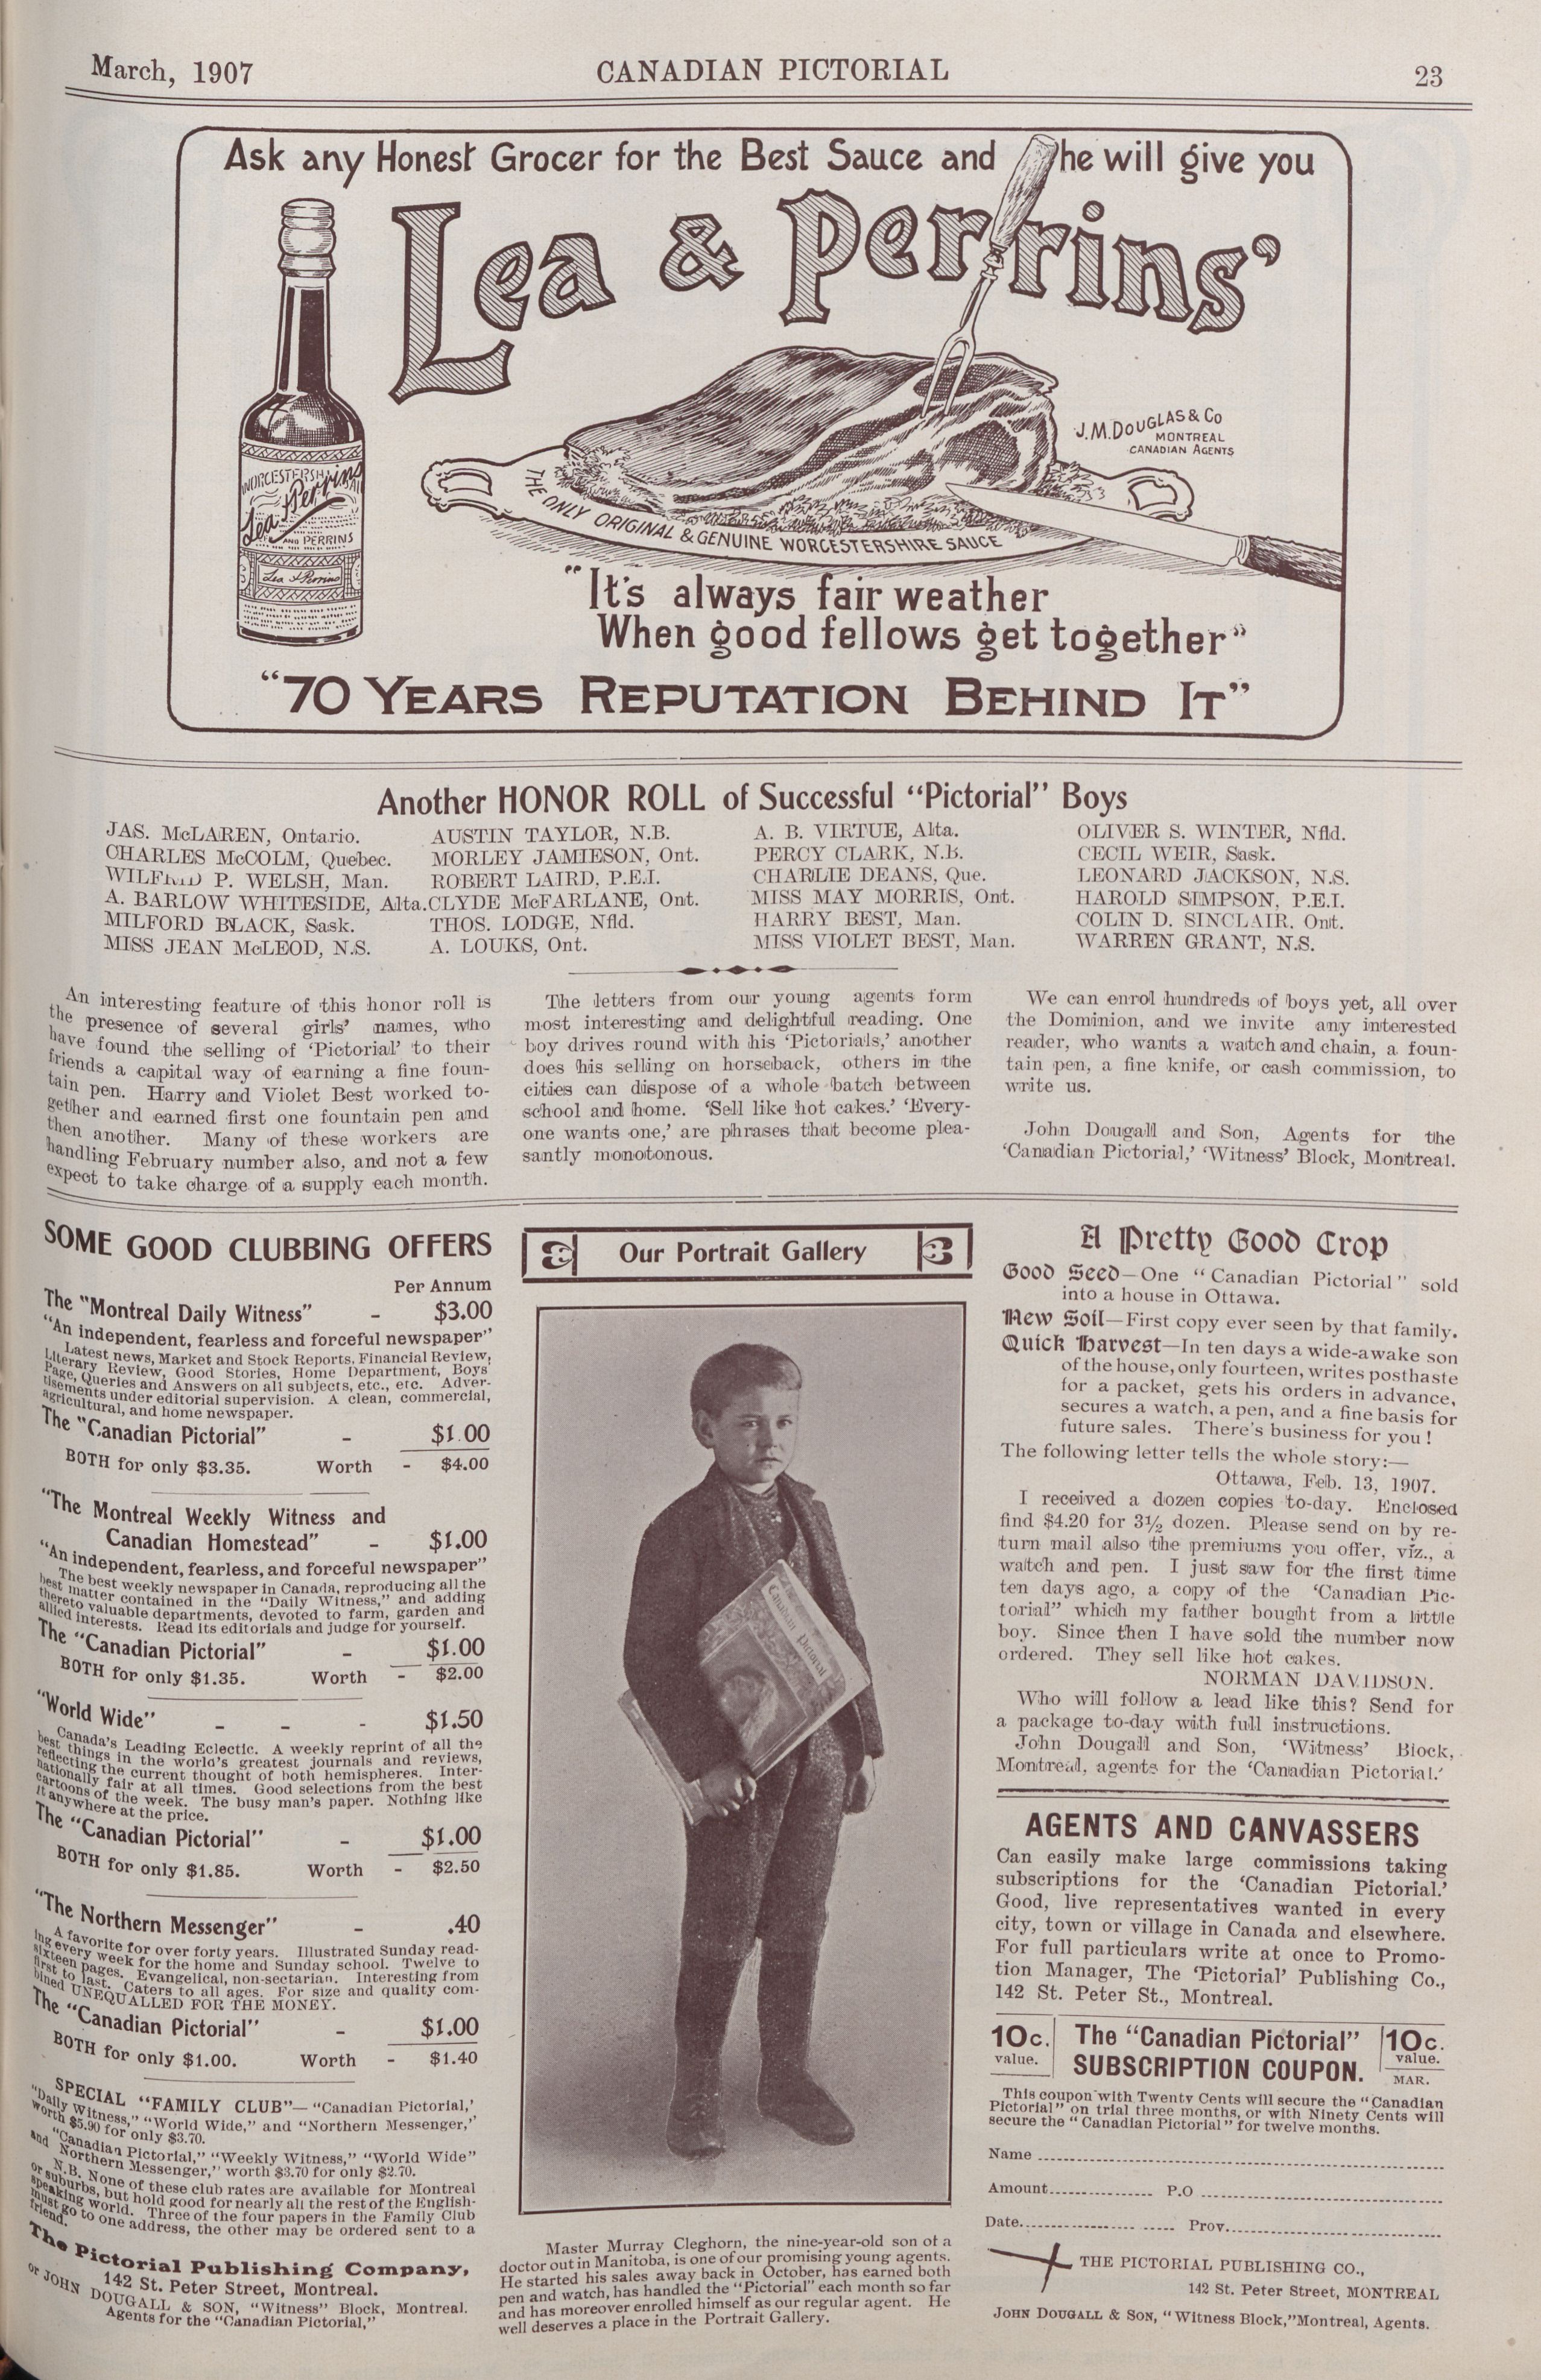 March, 1907
CANADIAN PICTORIAL
23
Ask any Honest Grocer for the Best Sauce and he will give you
Lea & Perrins'
WORCESTERSHIRE
Lea & Perrins
AND PERRINS
Lea & Perrins
J. M. DOUGLAS & Co
MONTREAL
CANADIAN AGENTS
THE ONLY ORIGINAL & GENUINE WORCESTERSHIRE SAUCE
"It's always fair weather
When good fellows get together"
"70 YEARS REPUTATION BEHIND IT"
Another HONOR ROLL of Successful "Pictorial" Boys
JAS. McLAREN, Ontario.
CHARLES McCOLM, Quebec.
WILFRID P. WELSH, Man.
A. BARLOW WHITESIDE, Alta.
MILFORD BLACK, Sask.
MISS JEAN McLEOD, N.S.
AUSTIN TAYLOR, N.B.
MORLEY JAMIESON, Ont.
ROBERT LAIRD, P.E.I.
CLYDE McFARLANE, Ont.
THOS. LODGE, Nfld.
A. LOUKS, Ont.
A. B. VIRTUE, Alta.
PERCY CLARK, N.B.
CHARLIE DEANS, Que.
MISS MAY MORRIS, Ont.
HARRY BEST, Man.
MISS VIOLET BEST, Man.
OLIVER S. WINTER, Nfld.
CECIL WEIR, Sask.
LEONARD JACKSON, N.S.
HAROLD SIMPSON, P.E.I.
COLIN D. SINCLAIR, Ont.
WARREN GRANT, N.S.
An interesting feature of this honor roll is
the presence of several girls' names, who
have found the selling of 'Pictorial' to their
friends a capital way of earning a fine foun-
tain pen. Harry and Violet Best worked to-
gether and earned first one fountain pen and
then another. Many of these workers are
handling February number also, and not a few
expect to take charge of a supply each month.
The letters from our young agents form
most interesting and delightful reading. One
boy drives round with his 'Pictorials,' another
does his selling on horseback, others in the
cities can dispose of a whole batch between
school and home. 'Sell like hot cakes.' 'Every-
one wants one,' are phrases that become plea-
santly monotonous.
We can enrol hundreds of boys yet, all over
the Dominion, and we invite any interested
reader, who wants a watch and chain, a foun-
tain pen, a fine knife, or cash commission, to
write us.
John Dougall and Son, Agents for the
'Canadian Pictorial,' 'Witness' Block, Montreal.
SOME GOOD CLUBBING OFFERS
Per Annum
The "Montreal Daily Witness" - $3.00
"An independent, fearless and forceful newspaper"
Latest news, Market and Stock Reports, Financial Review,
Literary Review, Good Stories, Home Department, Boys'
Page, Queries and Answers on all subjects, etc., etc. Adver-
tisements under editorial supervision. A clean, commercial,
agricultural, and home newspaper.
The "Canadian Pictorial" - $1.00
BOTH for only $3.35. Worth - $4.00
"The Montreal Weekly Witness and
Canadian Homestead" - $1.00
"An independent, fearless, and forceful newspaper"
The best weekly newspaper in Canada, reproducing all the
best matter contained in the "Daily Witness," and adding
thereto valuable departments, devoted to farm, garden and
allied interests. Read its editorials and judge for yourself.
The "Canadian Pictorial" - $1.00
BOTH for only $1.35. Worth - $2.00
"World Wide" - - - $1.50
Canada's Leading Eclectic. A weekly reprint of all the
best things in the world's greatest journals and reviews,
reflecting the current thought of both hemispheres. Inter-
nationally fair at all times. Good selections from the best
cartoons of the week. The busy man's paper. Nothing like
it anywhere at the price.
The "Canadian Pictorial" - $1.00
BOTH for only $1.85. Worth - $2.50
"The Northern Messenger" - .40
A favorite for over forty years. Illustrated Sunday read-
ing every week for the home and Sunday school. Twelve to
sixteen pages. Evangelical, non-sectarian. Interesting from
first to last. Caters to all ages. For size and quality com-
bined UNEQUALLED FOR THE MONEY.
The "Canadian Pictorial" - $1.00
BOTH for only $1.00. Worth - $1.40
SPECIAL "FAMILY CLUB"—"Canadian Pictorial,'
"Daily Witness," "World Wide," and "Northern Messenger,'
worth $5.90 for only $3.70.
"Canadian Pictorial," "Weekly Witness," "World Wide"
and Northern Messenger," worth $3.70 for only $2.70.
N.B. None of these club rates are available for Montreal
or suburbs, but hold good for nearly all the rest of the English-
speaking world. Three of the four papers in the Family Club
must go to one address, the other may be ordered sent to a
friend.
The Pictorial Publishing Company,
142 St. Peter Street, Montreal.
or JOHN DOUGALL & SON, "Witness" Block, Montreal.
Agents for the "Canadian Pictorial,"
Our Portrait Gallery
Canadian Pictorial
Master Murray Cleghorn, the nine-year-old son of a
doctor out in Manitoba, is one of our promising young agents.
He started his sales away back in October, has earned both
pen and watch, has handled the "Pictorial" each month so far
and has moreover enrolled himself as our regular agent. He
well deserves a place in the Portrait Gallery.
A Pretty Good Crop
Good Seed—One "Canadian Pictorial" sold
into a house in Ottawa.
New Soil—First copy ever seen by that family.
Quick Harvest—In ten days a wide-awake son
of the house, only fourteen, writes posthaste
for a packet, gets his orders in advance,
secures a watch, a pen, and a fine basis for
future sales. There's business for you!
The following letter tells the whole story:—
Ottawa, Feb. 13, 1907.
I received a dozen copies to-day. Enclosed
find $4.20 for 3½ dozen. Please send on by re-
turn mail also the premiums you offer, viz., a
watch and pen. I just saw for the first time
ten days ago, a copy of the 'Canadian Pic-
torial" which my father bought from a little
boy. Since then I have sold the number now
ordered. They sell like hot cakes.
NORMAN DAVIDSON.
Who will follow a lead like this? Send for
a package to-day with full instructions.
John Dougall and Son, 'Witness' Block,
Montreal, agents for the 'Canadian Pictorial.'
AGENTS AND CANVASSERS
Can easily make large commissions taking
subscriptions for the 'Canadian Pictorial.'
Good, live representatives wanted in every
city, town or village in Canada and elsewhere.
For full particulars write at once to Promo-
tion Manager, The 'Pictorial' Publishing Co.,
142 St. Peter St., Montreal.
10c. value.
The "Canadian Pictorial"
SUBSCRIPTION COUPON.
10c. value.
MAR.
This coupon with Twenty Cents will secure the "Canadian
Pictorial" on trial three months, or with Ninety Cents will
secure the "Canadian Pictorial" for twelve months.
Name
Amount P.O
Date Prov.
THE PICTORIAL PUBLISHING CO.,
142 St. Peter Street, MONTREAL
JOHN DOUGALL & SON, "Witness Block," Montreal, Agents.